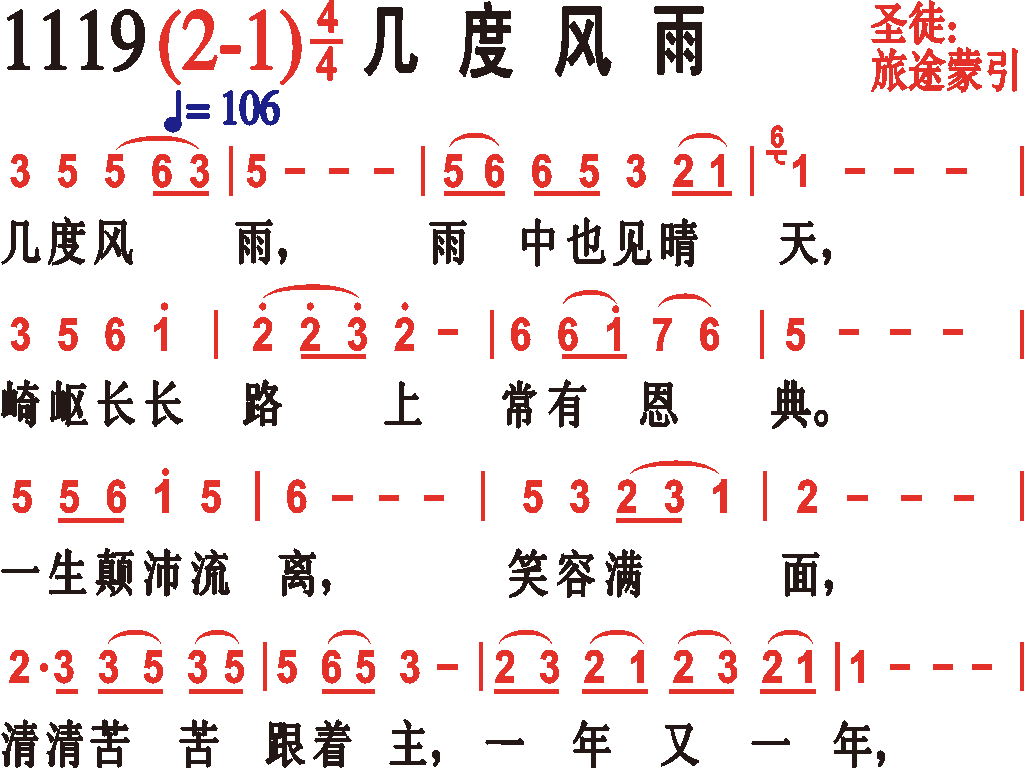 1119(2-1)4/4 几度风雨 圣徒:
旅途蒙引
♩= 106
3 5 5 6 3 | 5 - - - | 5 6 6 5 3 2 1 | 6 1 - - - |
几度风 雨， 雨 中也见晴 天，
3 5 6 1̇ | 2̇ 2̇ 3̇ 2̇ - | 6 6 1̇ 7 6 | 5 - - - |
崎岖长长 路 上 常有 恩 典。
5 5 6 1̇ 5 | 6 - - - | 5 3 2 3 1 | 2 - - - |
一生颠沛流 离， 笑容满 面，
2·3 3 5 3 5 | 5 6 5 3 - | 2 3 2 1 2 3 2 1 | 1 - - - |
清清苦 苦 跟着 主，一 年 又 一 年，